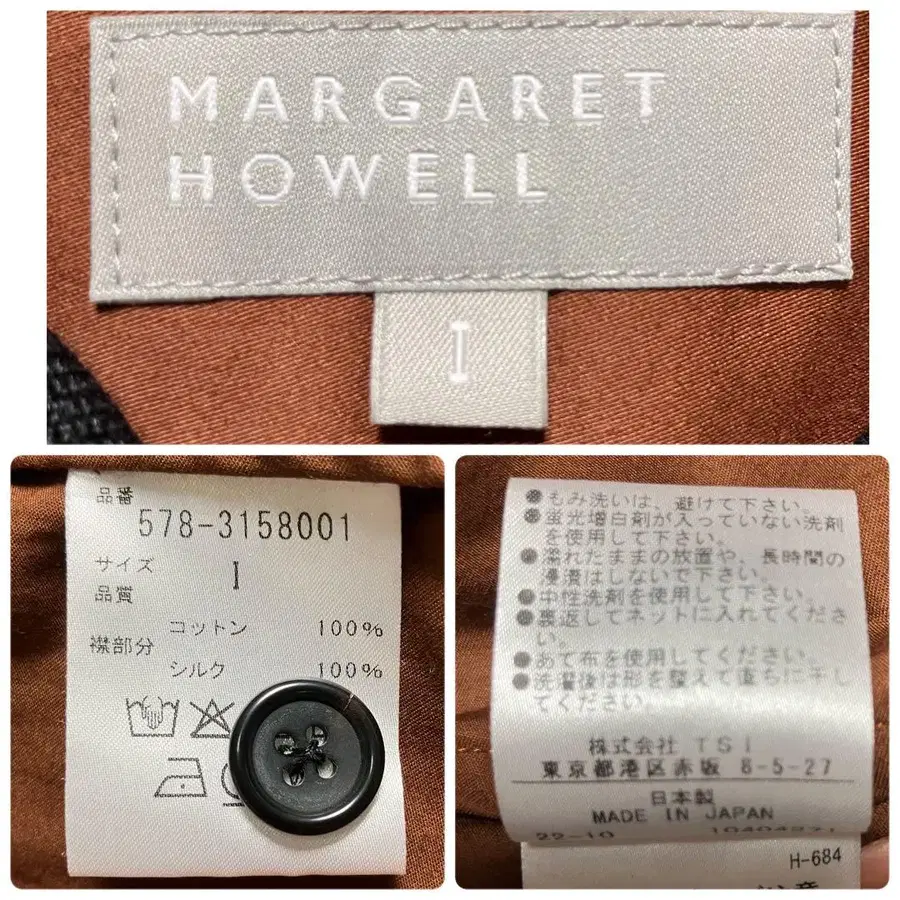 MARGARET
HOWELL
I
品番
578-3158001
サイズ
I
品質
コットン 100%
襟部分
シルク 100%
●もみ洗いは、避けて下さい。
●蛍光増白剤が入っていない洗剤
を使用して下さい。
●濡れたままの放置や、長時間の
浸漬はしないで下さい。
●中性洗剤を使用して下さい。
●裏返してネットに入れてくださ
い。
●あて布を使用してください。
●洗濯後は形を整えて直ちに干し
てください。
株式会社 TSI
東京都港区赤坂 8-5-27
日本製
MADE IN JAPAN
22-10 10404271
H-684